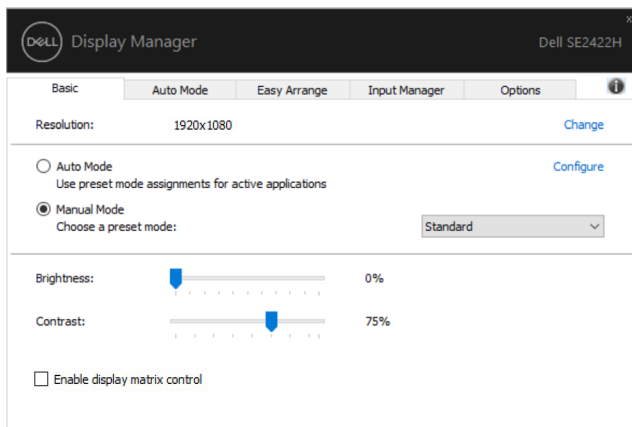 x
DELL Display Manager Dell SE2422H
Basic Auto Mode Easy Arrange Input Manager Options i
Resolution: 1920x1080 Change
Auto Mode Configure
Use preset mode assignments for active applications
Manual Mode
Choose a preset mode: Standard
Brightness: 0%
Contrast: 75%
Enable display matrix control